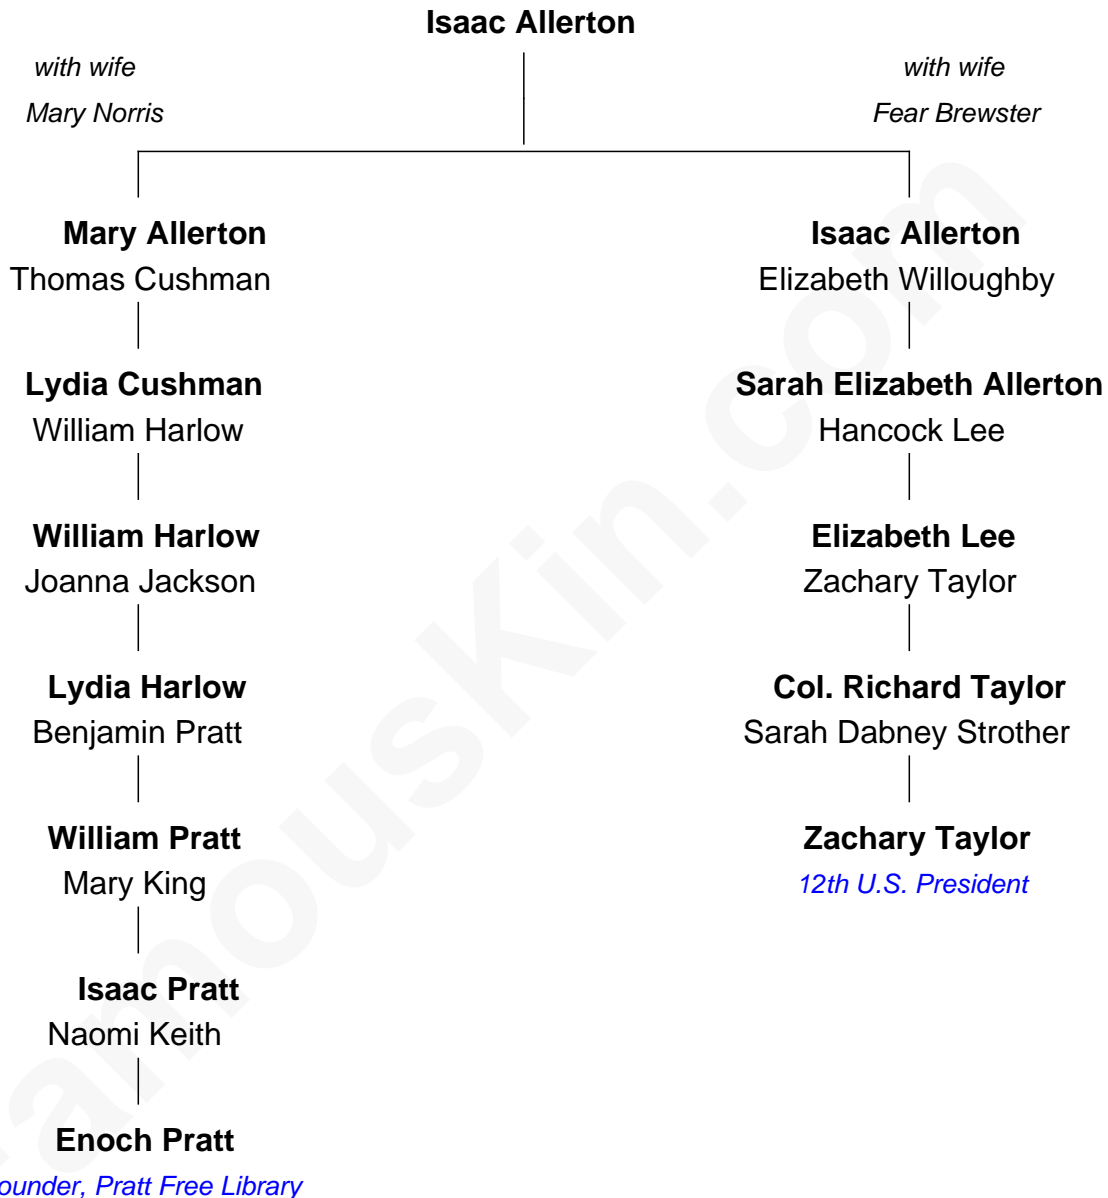 Isaac Allerton
with wife
Mary Norris
with wife
Fear Brewster
Mary Allerton
Thomas Cushman
Lydia Cushman
William Harlow
William Harlow
Joanna Jackson
Lydia Harlow
Benjamin Pratt
William Pratt
Mary King
Isaac Pratt
Naomi Keith
Enoch Pratt
ounder, Pratt Free Library
Isaac Allerton
Elizabeth Willoughby
Sarah Elizabeth Allerton
Hancock Lee
Elizabeth Lee
Zachary Taylor
Col. Richard Taylor
Sarah Dabney Strother
Zachary Taylor
12th U.S. President
amousKin.com